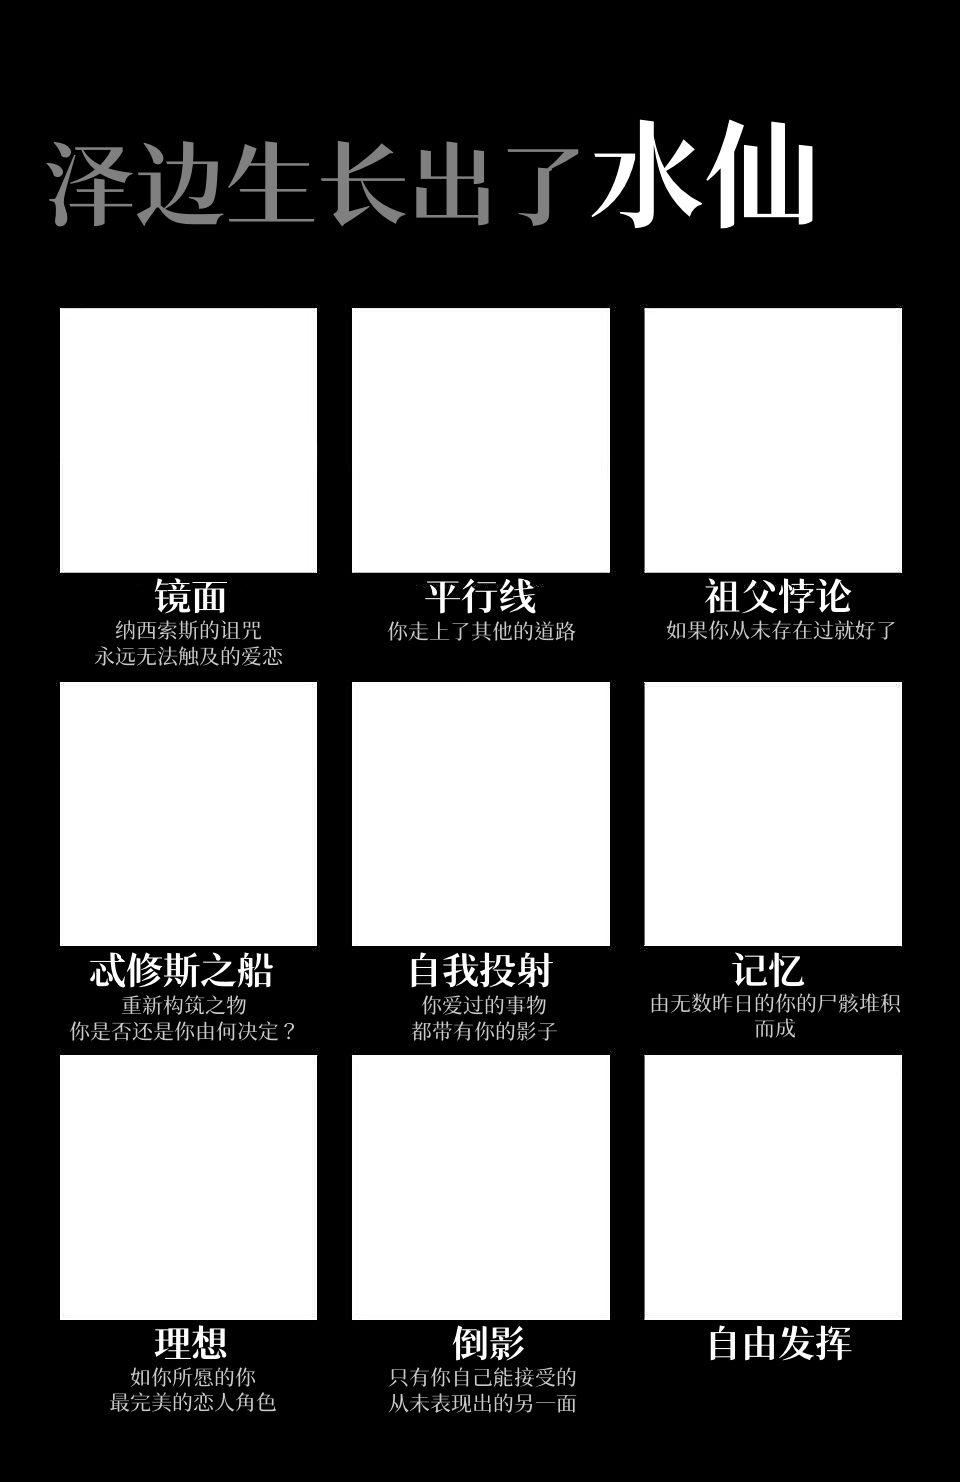 泽边生长出了水仙
镜面
纳西索斯的诅咒
永远无法触及的爱恋
平行线
你走上了其他的道路
祖父悖论
如果你从未存在过就好了
忒修斯之船
重新构筑之物
你是否还是你由何决定？
自我投射
你爱过的事物
都带有你的影子
记忆
由无数昨日的你的尸骸堆积
而成
理想
如你所愿的你
最完美的恋人角色
倒影
只有你自己能接受的
从未表现出的另一面
自由发挥